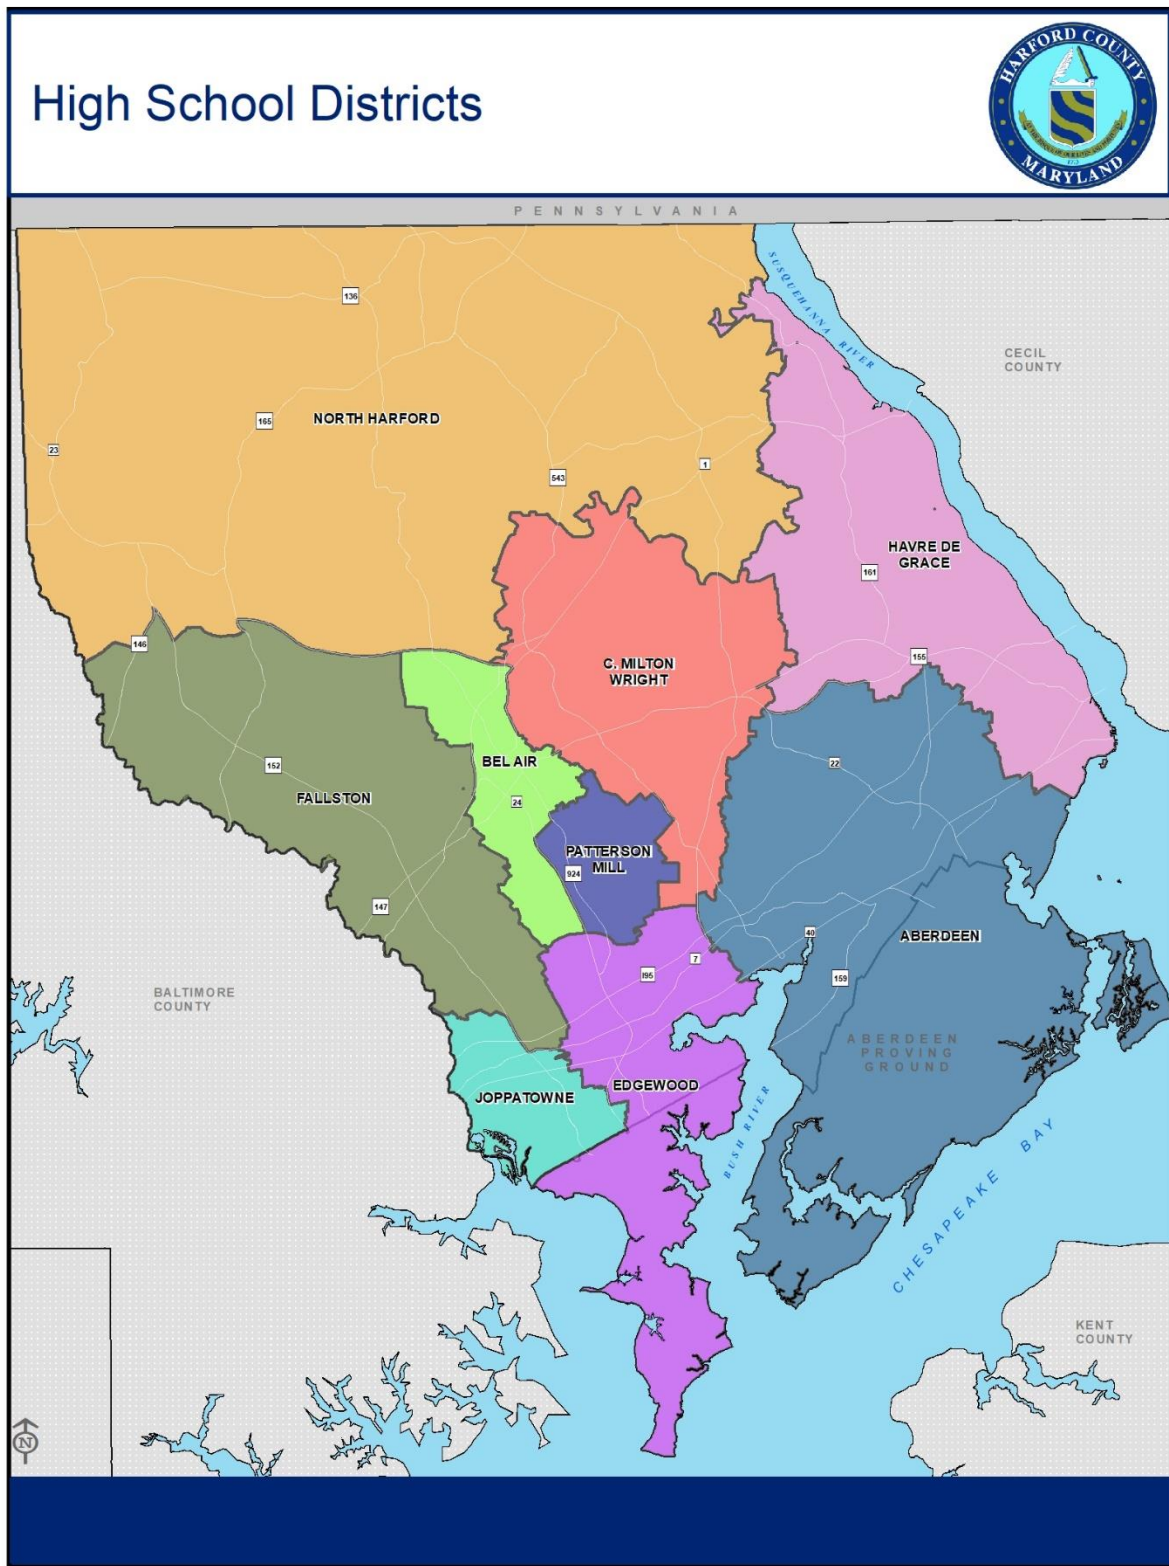 High School Districts
HARFORD COUNTY
MARYLAND
PENNSYLVANIA
SUSQUEHANNA RIVER
136
CECIL
COUNTY
165
NORTH HARFORD
23
543
1
HAVRE DE
GRACE
161
146
155
C. MILTON
WRIGHT
152
BEL AIR
22
FALLSTON
24
PATTERSON
MILL
924
147
40
ABERDEEN
7
I95
159
BALTIMORE
COUNTY
ABERDEEN
PROVING
GROUND
EDGEWOOD
JOPPATOWNE
BUSH RIVER
CHESAPEAKE BAY
KENT
COUNTY
N